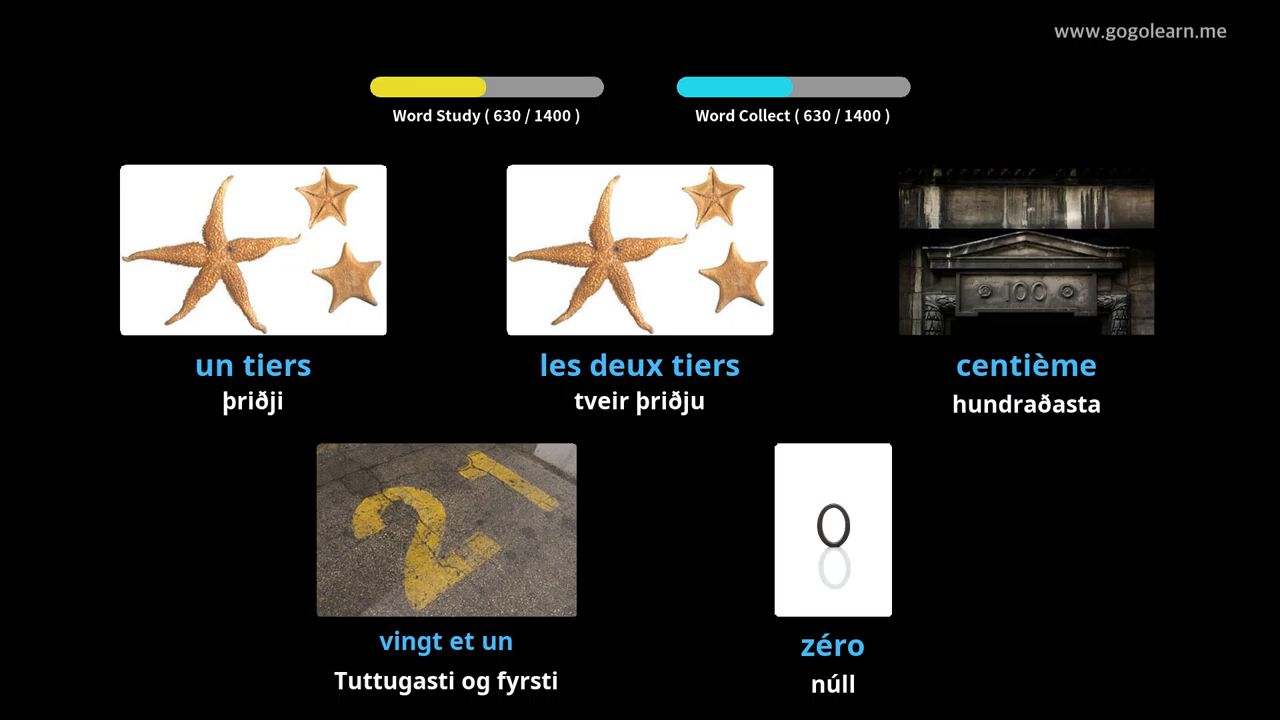 www.gogolearn.me
Word Study ( 630 / 1400 )
Word Collect ( 630 / 1400 )
100
un tiers
les deux tiers
centième
þriðji
tveir þriðju
hundraðasta
21
0
vingt et un
zéro
Tuttugasti og fyrsti
núll